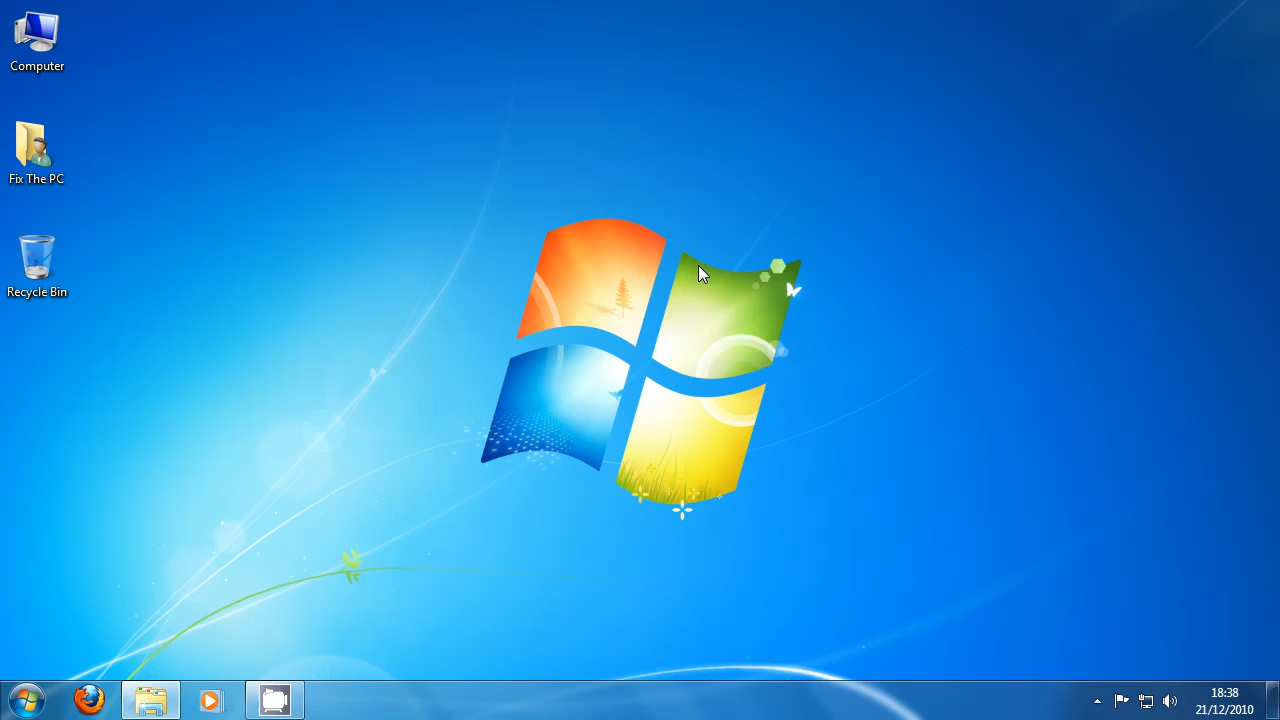 Computer
Fix The PC
Recycle Bin
18:38
21/12/2010